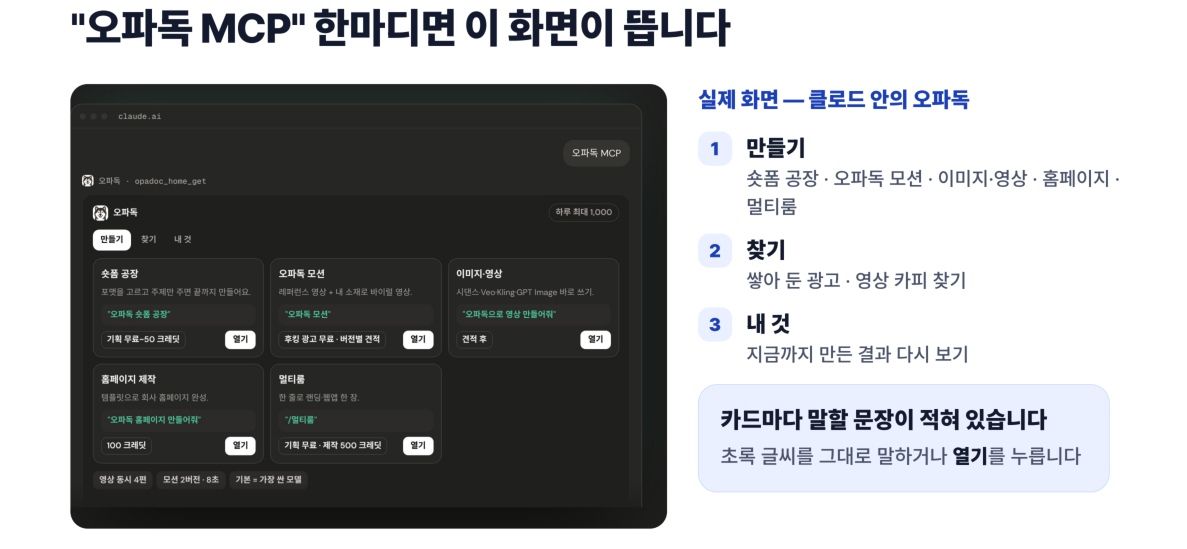 "오파독 MCP" 한마디면 이 화면이 뜹니다
claude.ai
오파독 MCP
오파독 · opadoc_home_get
오파독
하루 최대 1,000
만들기 찾기 내 것
숏폼 공장
포맷을 고르고 주제만 주면 끝까지 만들어요.
"오파독 숏폼 공장"
기획 무료~50 크레딧 열기
오파독 모션
레퍼런스 영상 + 내 소재로 바이럴 영상.
"오파독 모션"
후킹 광고 무료 · 버전별 견적 열기
이미지·영상
시댄스·Veo·Kling·GPT Image 바로 쓰기.
"오파독으로 영상 만들어줘"
견적 후 열기
홈페이지 제작
템플릿으로 회사 홈페이지 완성.
"오파독 홈페이지 만들어줘"
100 크레딧 열기
멀티룸
한 줄로 랜딩·웹앱 한 장.
"/멀티룸"
기획 무료 · 제작 500 크레딧 열기
영상 동시 4편 모션 2버전 · 8초 기본 = 가장 싼 모델
실제 화면 — 클로드 안의 오파독
1 만들기
숏폼 공장 · 오파독 모션 · 이미지·영상 · 홈페이지 ·
멀티룸
2 찾기
쌓아 둔 광고 · 영상 카피 찾기
3 내 것
지금까지 만든 결과 다시 보기
카드마다 말할 문장이 적혀 있습니다
초록 글씨를 그대로 말하거나 열기를 누릅니다